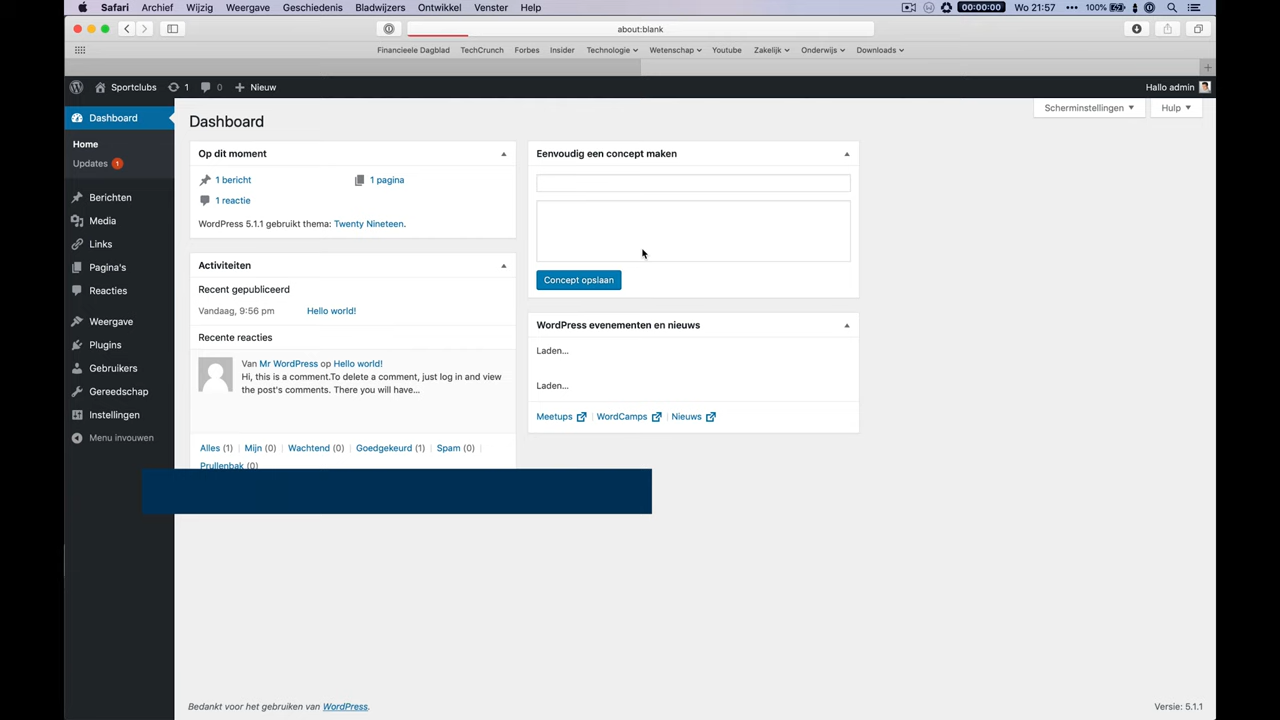 Safari Archief Wijzig Weergave Geschiedenis Bladwijzers Ontwikkel Venster Help 00:00:00 Wo 21:57 100%
about:blank
Financieele Dagblad TechCrunch Forbes Insider Technologie Wetenschap Youtube Zakelijk Onderwijs Downloads
Sportclubs 1 0 + Nieuw Hallo admin
Dashboard
Home
Updates 1
Berichten
Media
Links
Pagina's
Reacties
Weergave
Plugins
Gebruikers
Gereedschap
Instellingen
Menu invouwen
Scherminstellingen Hulp
Dashboard
Op dit moment
1 bericht 1 pagina
1 reactie
WordPress 5.1.1 gebruikt thema: Twenty Nineteen.
Activiteiten
Recent gepubliceerd
Vandaag, 9:56 pm Hello world!
Recente reacties
Van Mr WordPress op Hello world!
Hi, this is a comment.To delete a comment, just log in and view
the post's comments. There you will have...
Alles (1) Mijn (0) Wachtend (0) Goedgekeurd (1) Spam (0)
Prullenbak (0)
Eenvoudig een concept maken
Concept opslaan
WordPress evenementen en nieuws
Laden...
Laden...
Meetups WordCamps Nieuws
Bedankt voor het gebruiken van WordPress. Versie: 5.1.1